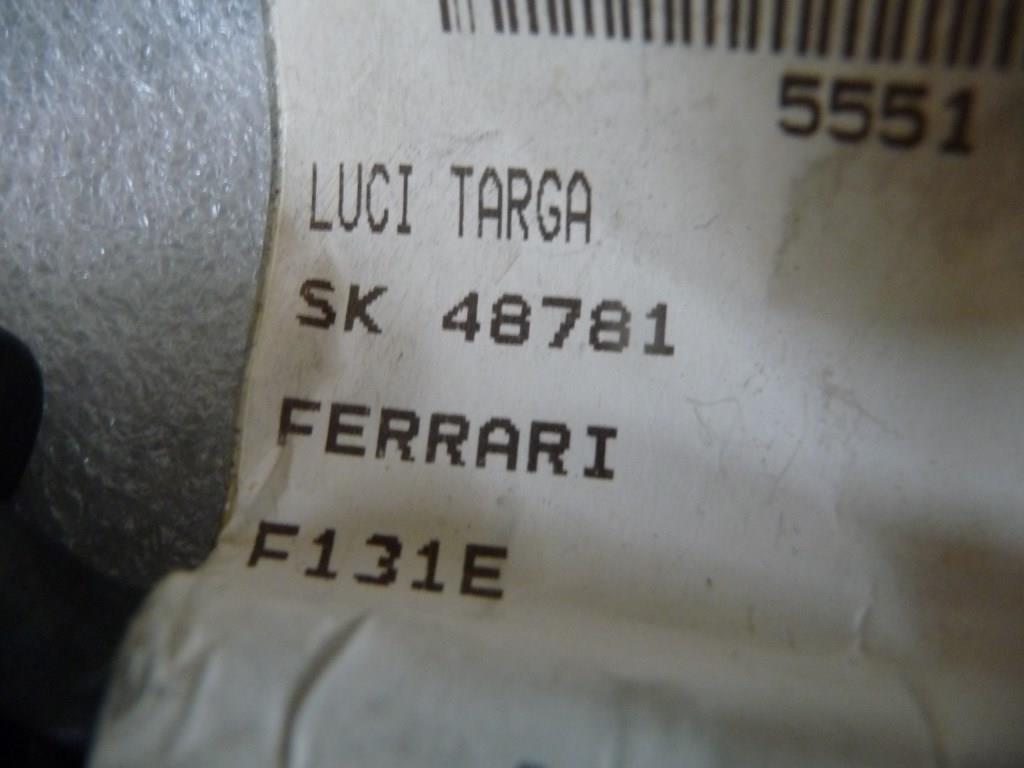 5551
LUCI TARGA
SK 48781
FERRARI
F131E